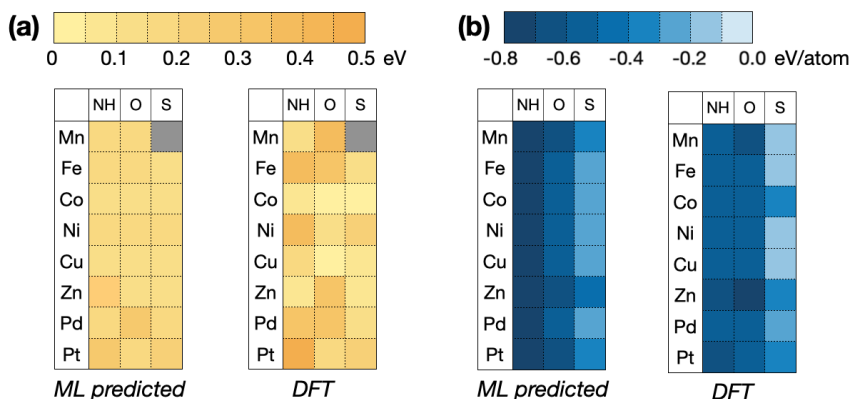 (a)
0 0.1 0.2 0.3 0.4 0.5 eV
NH O S
Mn
Fe
Co
Ni
Cu
Zn
Pd
Pt
ML predicted
NH O S
Mn
Fe
Co
Ni
Cu
Zn
Pd
Pt
DFT
(b)
-0.8 -0.6 -0.4 -0.2 0.0 eV/atom
NH O S
Mn
Fe
Co
Ni
Cu
Zn
Pd
Pt
ML predicted
NH O S
Mn
Fe
Co
Ni
Cu
Zn
Pd
Pt
DFT